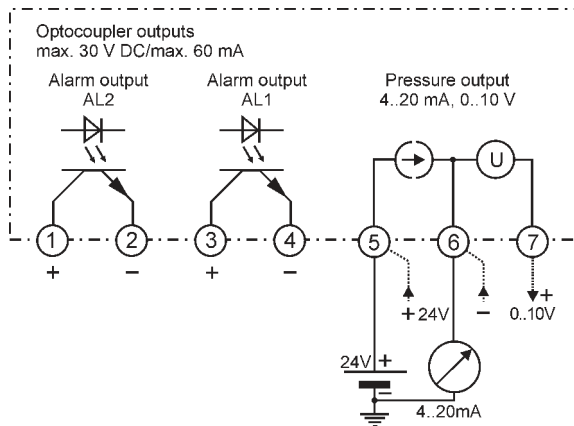 Optocoupler outputs
max. 30 V DC/max. 60 mA
Alarm output
AL2
Alarm output
AL1
Pressure output
4..20 mA, 0..10 V
U
1
2
3
4
5
6
7
+
−
+
−
+ 24V
−
+
0..10V
24V
+
−
4..20mA